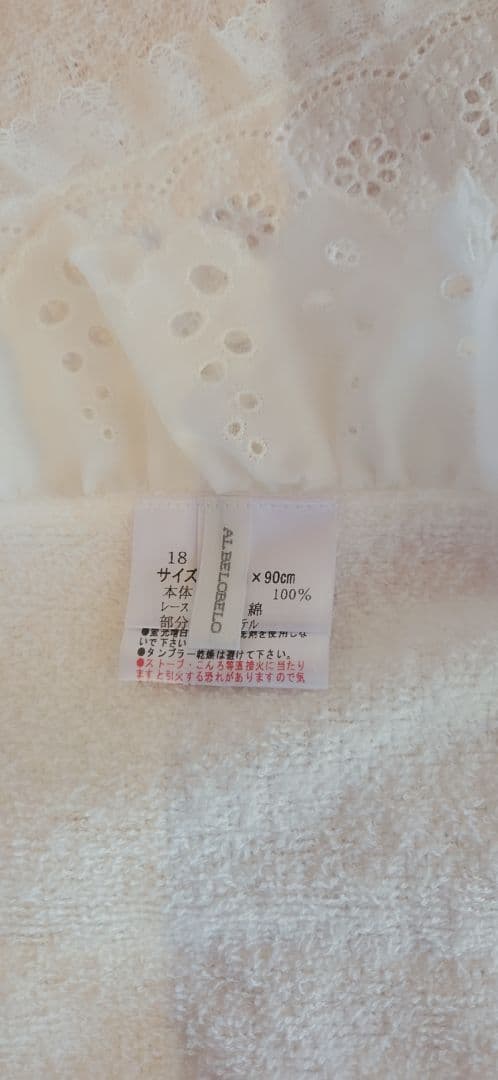 18
サイズ ×90cm
本体 100%
レース 綿
部分 テル
いで下さい
●タンブラー乾燥は避けて下さい。
●ストーブ・こんろ等直接火に当たり
ますと引火する恐れがありますので気
ALBELOBELO